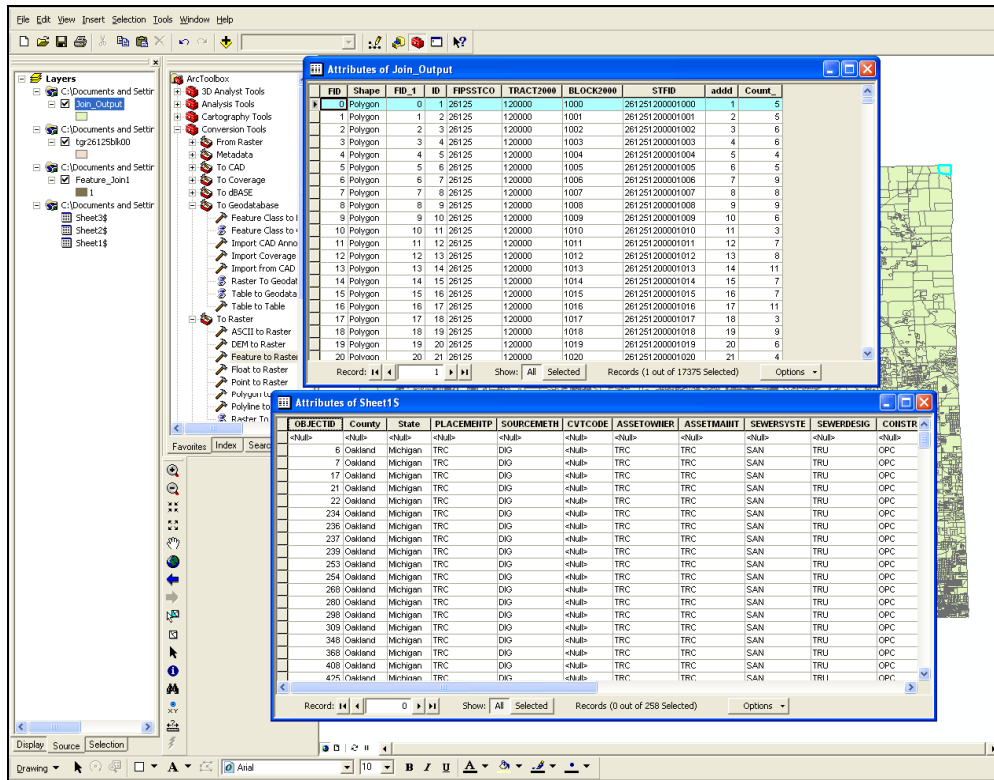 File Edit View Insert Selection Tools Window Help
Layers
C:\Documents and Settir
Join_Output
C:\Documents and Settir
tgr26125blk00
C:\Documents and Settir
Feature_Join1
1
C:\Documents and Settir
Sheet3$
Sheet2$
Sheet1$
Display Source Selection
ArcToolbox
3D Analyst Tools
Analysis Tools
Cartography Tools
Conversion Tools
From Raster
Metadata
To CAD
To Coverage
To dBASE
To Geodatabase
Feature Class to
Feature Class to
Import CAD Anno
Import Coverage
Import from CAD
Raster To Geodat
Table to Geodata
Table to Table
To Raster
ASCII to Raster
DEM to Raster
Feature to Raster
Float to Raster
Point to Raster
Polygon to
Polyline to
Raster To
Favorites Index Searc
Attributes of Join_Output
FID Shape FID_1 ID FIPSSTCO TRACT2000 BLOCK2000 STFID addd Count_
0 Polygon 0 1 26125 120000 1000 261251200001000 1 5
1 Polygon 1 2 26125 120000 1001 261251200001001 2 5
2 Polygon 2 3 26125 120000 1002 261251200001002 3 6
3 Polygon 3 4 26125 120000 1003 261251200001003 4 6
4 Polygon 4 5 26125 120000 1004 261251200001004 5 4
5 Polygon 5 6 26125 120000 1005 261251200001005 6 5
6 Polygon 6 7 26125 120000 1006 261251200001006 7 9
7 Polygon 7 8 26125 120000 1007 261251200001007 8 8
8 Polygon 8 9 26125 120000 1008 261251200001008 9 9
9 Polygon 9 10 26125 120000 1009 261251200001009 10 6
10 Polygon 10 11 26125 120000 1010 261251200001010 11 3
11 Polygon 11 12 26125 120000 1011 261251200001011 12 7
12 Polygon 12 13 26125 120000 1012 261251200001012 13 8
13 Polygon 13 14 26125 120000 1013 261251200001013 14 11
14 Polygon 14 15 26125 120000 1014 261251200001014 15 7
15 Polygon 15 16 26125 120000 1015 261251200001015 16 7
16 Polygon 16 17 26125 120000 1016 261251200001016 17 11
17 Polygon 17 18 26125 120000 1017 261251200001017 18 3
18 Polygon 18 19 26125 120000 1018 261251200001018 19 9
19 Polygon 19 20 26125 120000 1019 261251200001019 20 6
20 Polygon 20 21 26125 120000 1020 261251200001020 21 4
Record: 1 Show: All Selected Records (1 out of 17375 Selected) Options
Attributes of Sheet1$
OBJECTID County State PLACEMENTP SOURCEMETH CVTCODE ASSETOWNER ASSETMAINT SEWERSYSTE SEWERDESIG CONSTR
<Null> <Null> <Null> <Null> <Null> <Null> <Null> <Null> <Null> <Null> <Null>
6 Oakland Michigan TRC DIG <Null> TRC TRC SAN TRU OPC
7 Oakland Michigan TRC DIG <Null> TRC TRC SAN TRU OPC
17 Oakland Michigan TRC DIG <Null> TRC TRC SAN TRU OPC
21 Oakland Michigan TRC DIG <Null> TRC TRC SAN TRU OPC
22 Oakland Michigan TRC DIG <Null> TRC TRC SAN TRU OPC
234 Oakland Michigan TRC DIG <Null> TRC TRC SAN TRU OPC
236 Oakland Michigan TRC DIG <Null> TRC TRC SAN TRU OPC
237 Oakland Michigan TRC DIG <Null> TRC TRC SAN TRU OPC
239 Oakland Michigan TRC DIG <Null> TRC TRC SAN TRU OPC
253 Oakland Michigan TRC DIG <Null> TRC TRC SAN TRU OPC
254 Oakland Michigan TRC DIG <Null> TRC TRC SAN TRU OPC
268 Oakland Michigan TRC DIG <Null> TRC TRC SAN TRU OPC
280 Oakland Michigan TRC DIG <Null> TRC TRC SAN TRU OPC
298 Oakland Michigan TRC DIG <Null> TRC TRC SAN TRU OPC
309 Oakland Michigan TRC DIG <Null> TRC TRC SAN TRU OPC
348 Oakland Michigan TRC DIG <Null> TRC TRC SAN TRU OPC
368 Oakland Michigan TRC DIG <Null> TRC TRC SAN TRU OPC
408 Oakland Michigan TRC DIG <Null> TRC TRC SAN TRU OPC
425 Oakland Michigan TRC DIG <Null> TRC TRC SAN TRU OPC
Record: 0 Show: All Selected Records (0 out of 258 Selected) Options
XY
Drawing A Arial 10 B I U A